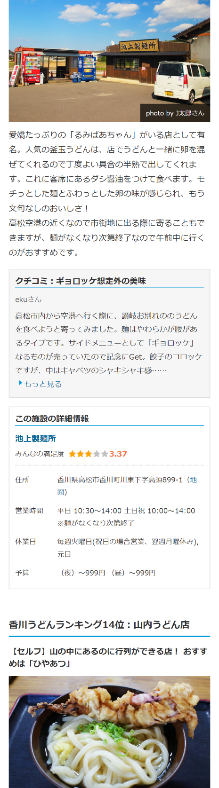 池上製麺所
photo by J太郎さん
愛嬌たっぷりの「るみばあちゃん」がいる店として有
名。人気の釜玉うどんは、店でうどんと一緒に卵を混
ぜてくれるので丁度よい具合の半熟で出してくれま
す。これに客席にあるダシ醤油をつけて食べます。モ
チっとした麺とふわっとした卵の味が感じられ、もう
文句なしのおいしさ！
高松空港の近くなので市街地に出る際に寄ることもで
きますが、麺がなくなり次第終了なので午前中に行く
のがおすすめです。
クチコミ：ギョロッケ想定外の美味
ekuさん
高松市内から空港へ行く際に、讃岐お別れののうどん
を食べようと寄ってみました。麺はやわらかが腰があ
るタイプです。サイドメニューとして「ギョロッケ」
なるものが売っていたので記念にGet。餃子のコロッケ
ですが、中はキャベツのシャキシャキ感……
もっと見る
この施設の詳細情報
池上製麺所
みんなの満足度 ★★★★★ 3.37
住所 香川県高松市香川町川東下字高須899-1（地
図）
営業時間 平日 10:30〜14:00 土日祝 10:00〜14:00
※麺がなくなり次第終了
休業日 毎週火曜日(祝日の場合営業、翌週月曜休み),
元日
予算 （夜）〜999円 （昼）〜999円
香川うどんランキング14位：山内うどん店
【セルフ】山の中にあるのに行列ができる店！ おすす
めは「ひやあつ」